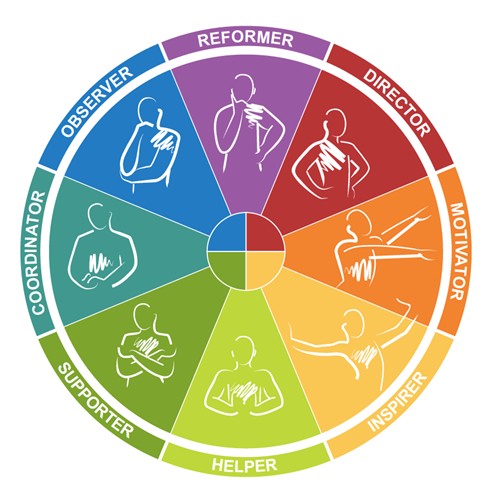 REFORMER
DIRECTOR
MOTIVATOR
INSPIRER
HELPER
SUPPORTER
COORDINATOR
OBSERVER